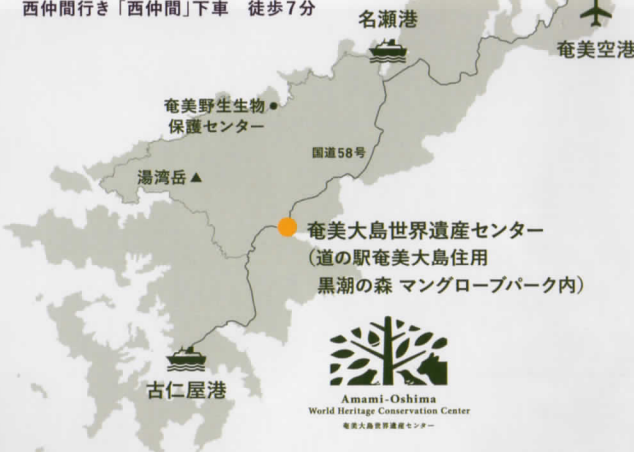 西仲間行き「西仲間」下車　徒歩7分
名瀬港
奄美空港
奄美野生生物
保護センター
国道58号
湯湾岳
奄美大島世界遺産センター
(道の駅奄美大島住用
黒潮の森 マングローブパーク内)
古仁屋港
Amami-Oshima
World Heritage Conservation Center
奄美大島世界遺産センター